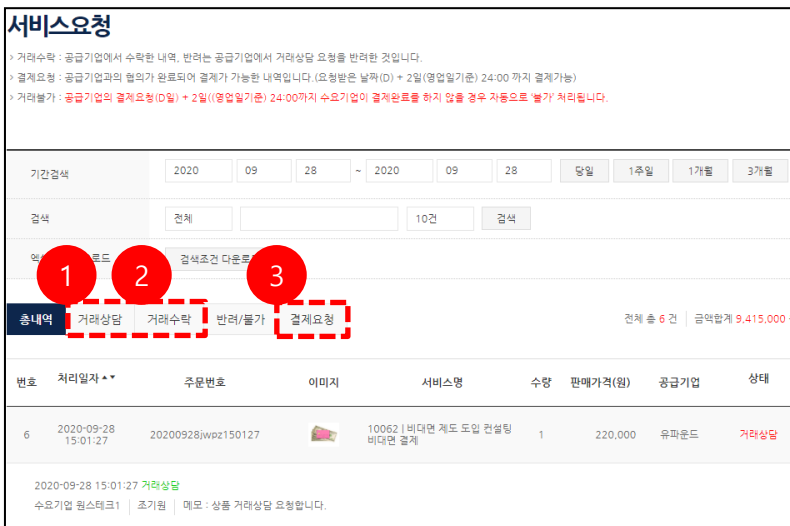 서비스요청
> 거래수락 : 공급기업에서 수락한 내역, 반려는 공급기업에서 거래상담 요청을 반려한 것입니다.
> 결제요청 : 공급기업과의 협의가 완료되어 결제가 가능한 내역입니다.(요청받은 날짜(D) + 2일(영업일기준) 24:00 까지 결제가능)
> 거래불가 : 공급기업의 결제요청(D일) + 2일((영업일기준) 24:00까지 수요기업이 결제완료를 하지 않을 경우 자동으로 '불가' 처리됩니다.
기간검색 2020 09 28 ~ 2020 09 28 당일 1주일 1개월 3개월
검색 전체 10건 검색
로드 검색조건 다운로
1 2 3
총내역 거래상담 거래수락 반려/불가 결제요청 전체 총 6 건 금액합계 9,415,000
번호 처리일자▲▼ 주문번호 이미지 서비스명 수량 판매가격(원) 공급기업 상태
6 2020-09-28 15:01:27 20200928jwpz150127 10062 | 비대면 제도 도입 컨설팅 비대면 결제 1 220,000 유파운드 거래상담
2020-09-28 15:01:27 거래상담
수요기업 원스테크1 조기원 메모 : 상품 거래상담 요청합니다.